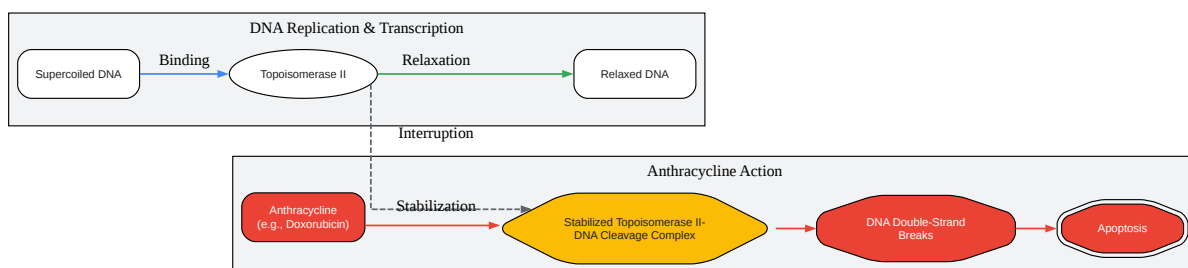 DNA Replication & Transcription
Supercoiled DNA
Binding
Topoisomerase II
Relaxation
Relaxed DNA
Interruption
Anthracycline Action
Anthracycline
(e.g., Doxorubicin)
Stabilization
Stabilized Topoisomerase II-
DNA Cleavage Complex
DNA Double-Strand
Breaks
Apoptosis